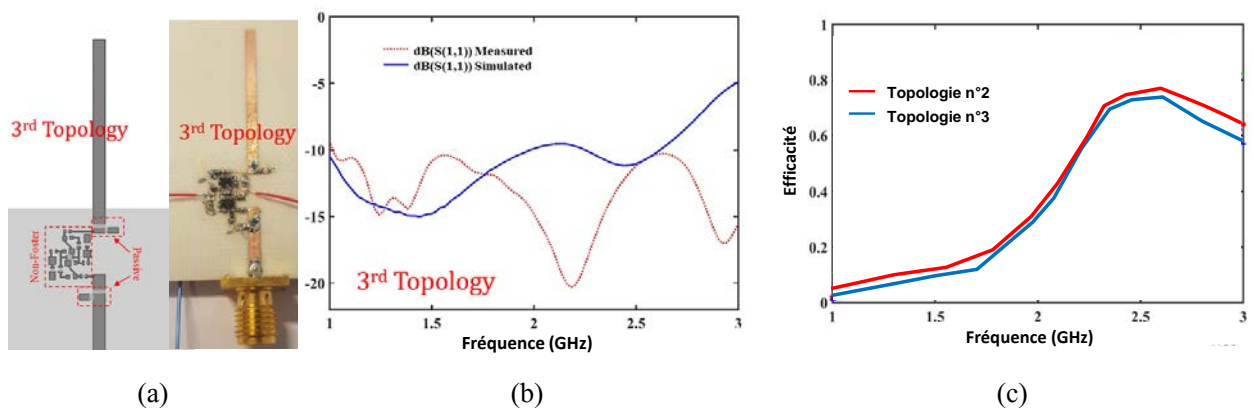 3rd Topology
Non-Foster
Passive
3rd Topology
(a)
0
-5
-10
-15
-20
dB(S(1,1)) Measured
dB(S(1,1)) Simulated
3rd Topology
1
1.5
2
2.5
3
Fréquence (GHz)
(b)
1
0.8
0.6
0.4
0.2
0
Efficacité
Topologie n°2
Topologie n°3
1
1.5
2
2.5
3
Fréquence (GHz)
(c)